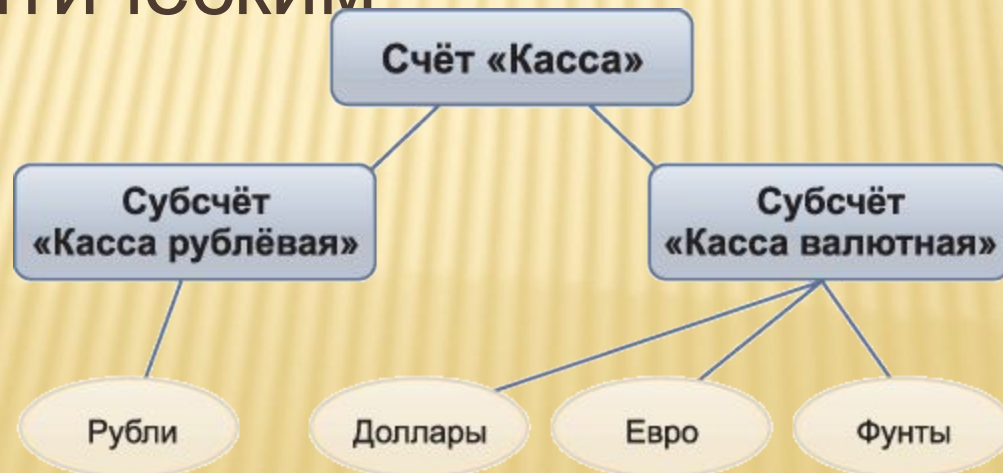 Счёт «Касса»
Субсчёт
«Касса рублёвая»
Субсчёт
«Касса валютная»
Рубли
Доллары
Евро
Фунты